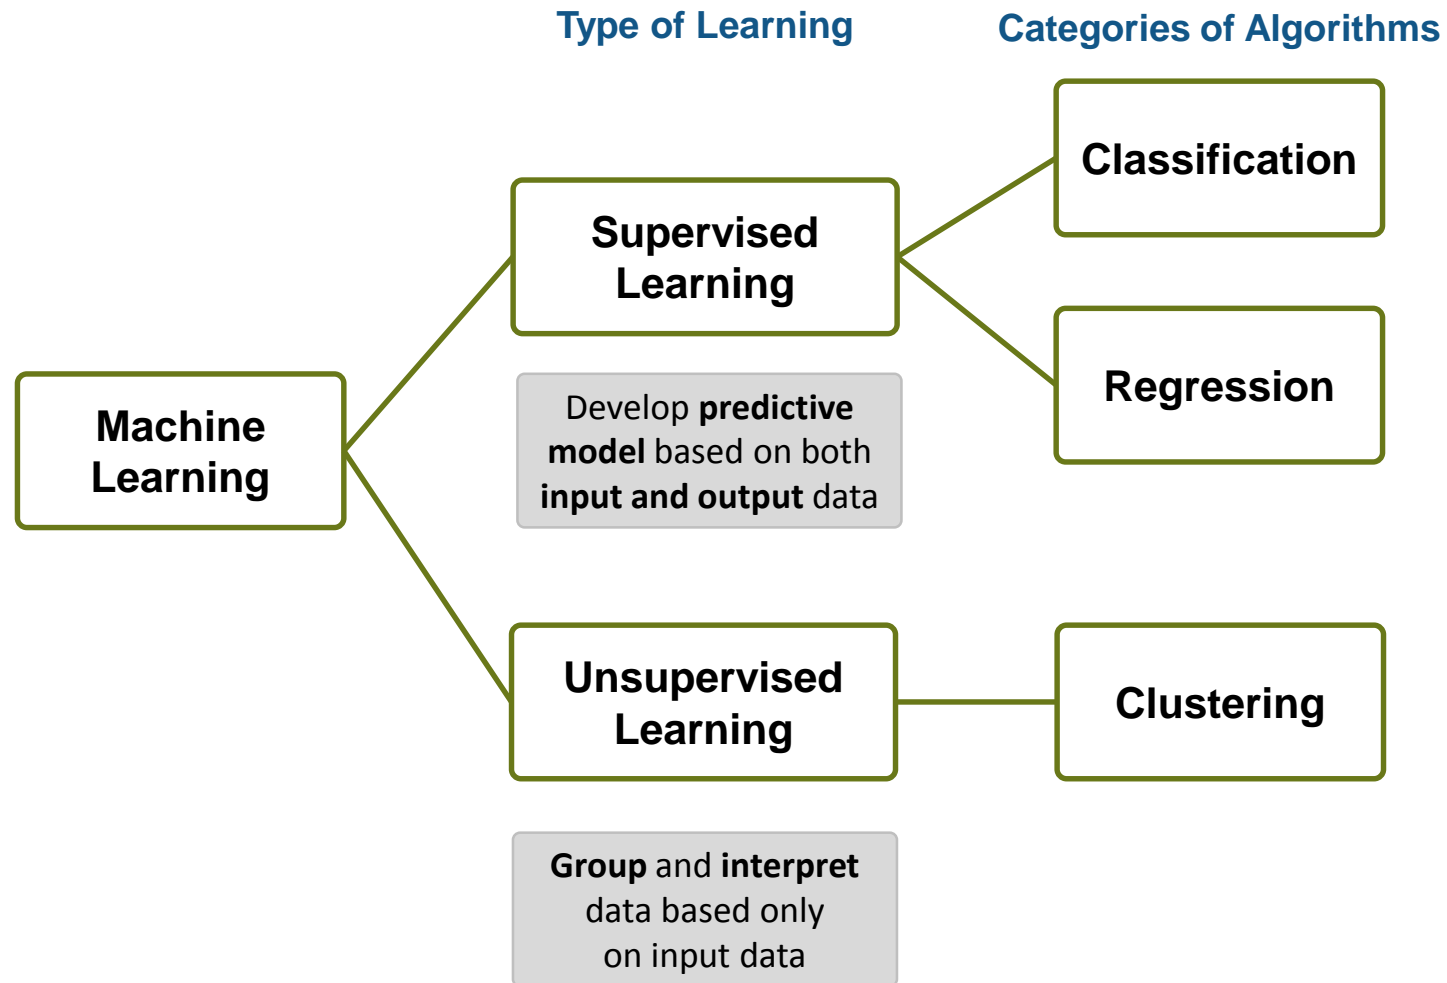 Type of Learning
Categories of Algorithms
Classification
Supervised
Learning
Regression
Develop predictive
model based on both
input and output data
Machine
Learning
Unsupervised
Learning
Clustering
Group and interpret
data based only
on input data